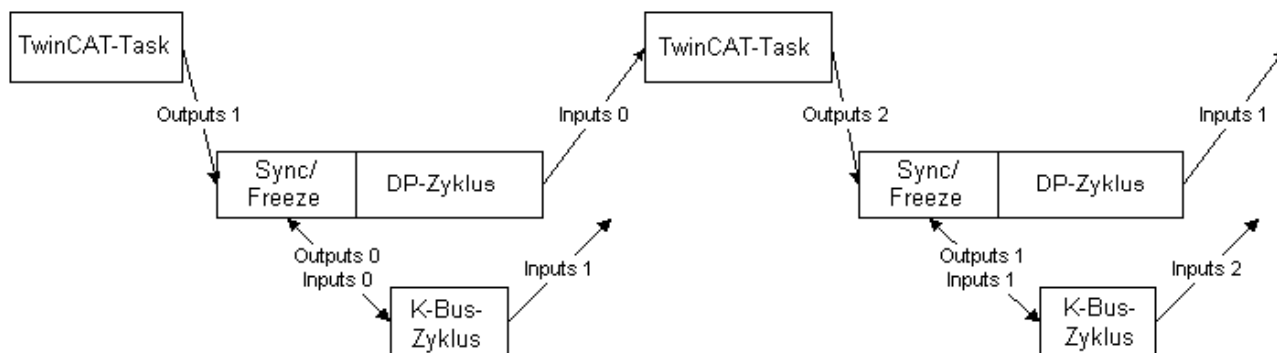 TwinCAT-Task
TwinCAT-Task
Outputs 1
Inputs 0
Outputs 2
Inputs 1
Sync/
Freeze
DP-Zyklus
Sync/
Freeze
DP-Zyklus
Outputs 0
Inputs 0
Inputs 1
Outputs 1
Inputs 1
Inputs 2
K-Bus-
Zyklus
K-Bus-
Zyklus